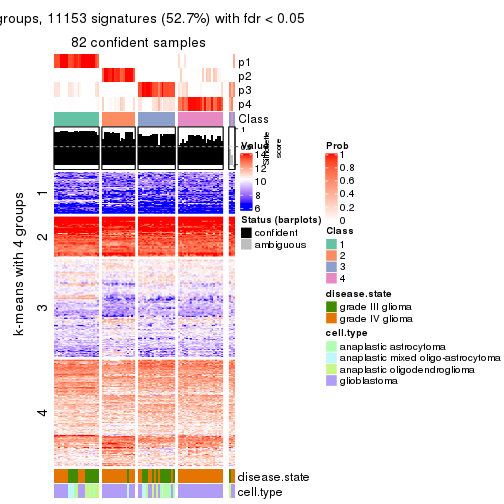 groups, 11153 signatures (52.7%) with fdr < 0.05
82 confident samples
p1
p2
p3
p4
Class
1
Silhouette
score
Value
14
12
10
8
6
Prob
1
0.8
0.6
0.4
0.2
0
Status (barplots)
confident
ambiguous
Class
1
2
3
4
disease.state
grade III glioma
grade IV glioma
cell.type
anaplastic astrocytoma
anaplastic mixed oligo-astrocytoma
anaplastic oligodendroglioma
glioblastoma
k-means with 4 groups
1
2
3
4
disease.state
cell.type